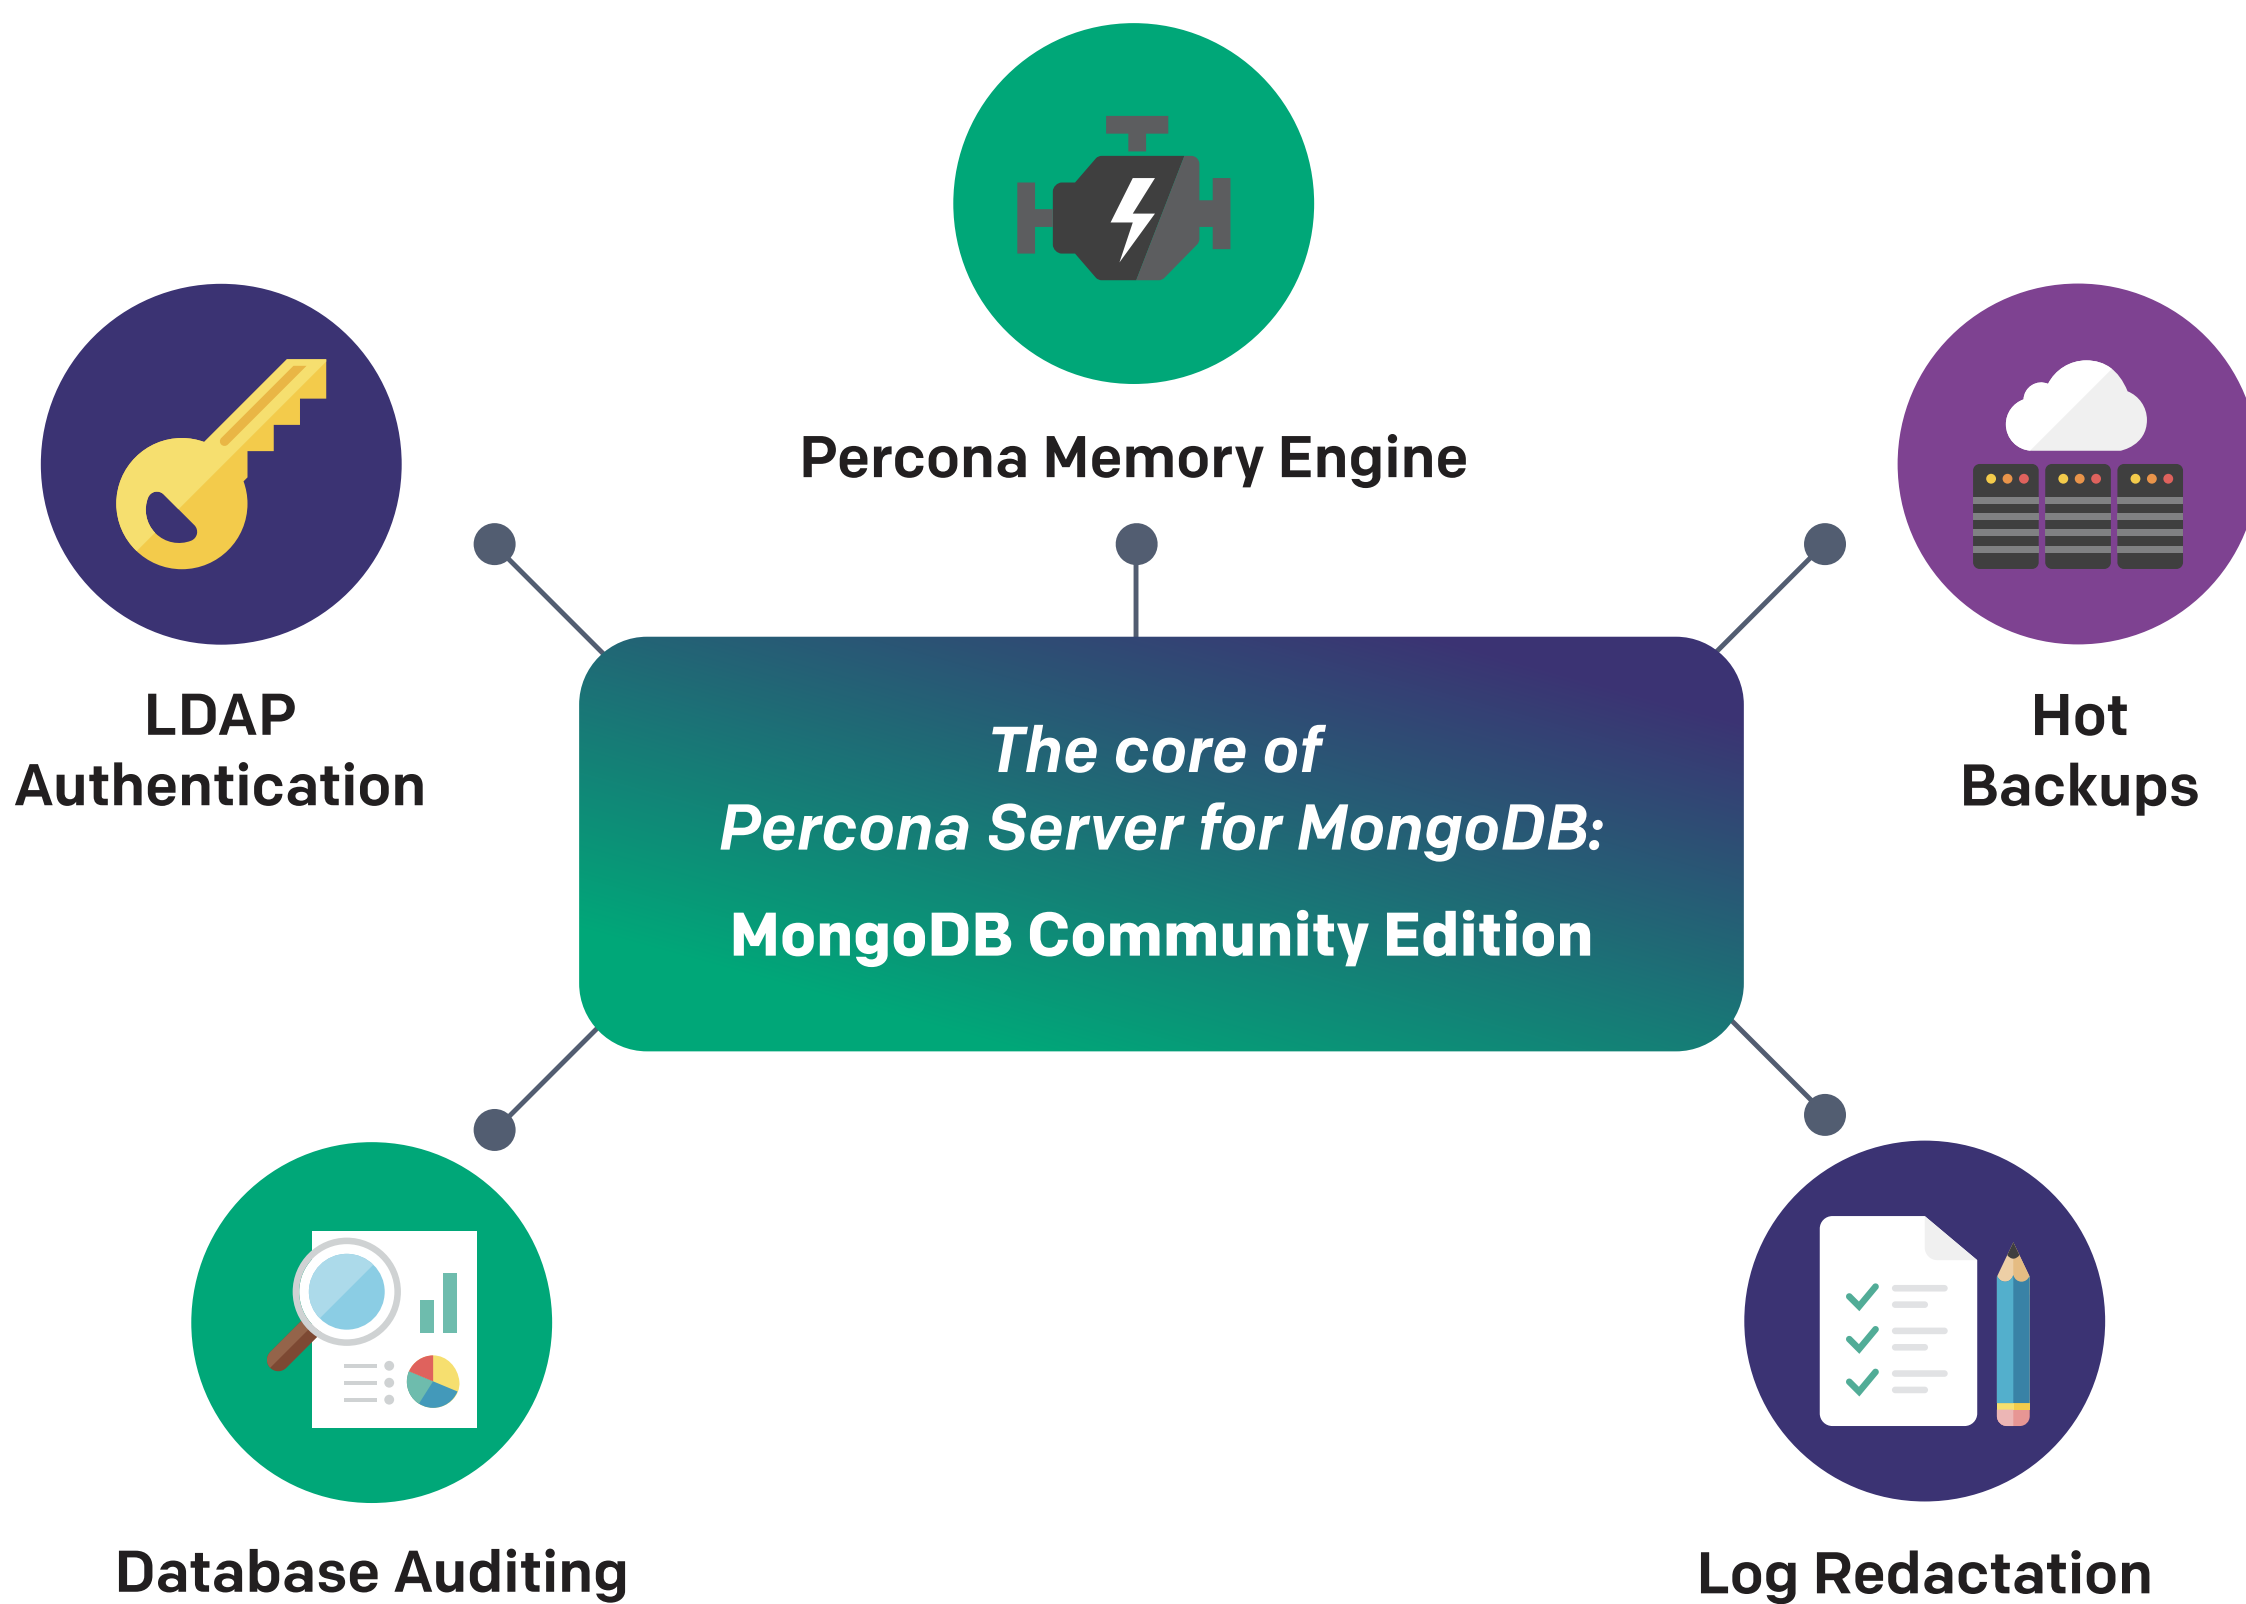 Percona Memory Engine
LDAP
Authentication
Hot
Backups
The core of
Percona Server for MongoDB:
MongoDB Community Edition
Database Auditing
Log Redactation